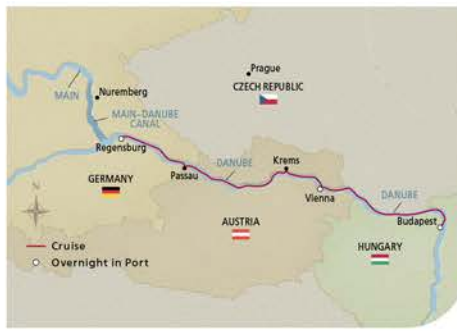 Prague
CZECH REPUBLIC
MAIN
Nuremberg
MAIN-DANUBE
CANAL
Regensburg
DANUBE
Krems
Passau
Vienna
GERMANY
DANUBE
Budapest
N
AUSTRIA
HUNGARY
Cruise
Overnight in Port